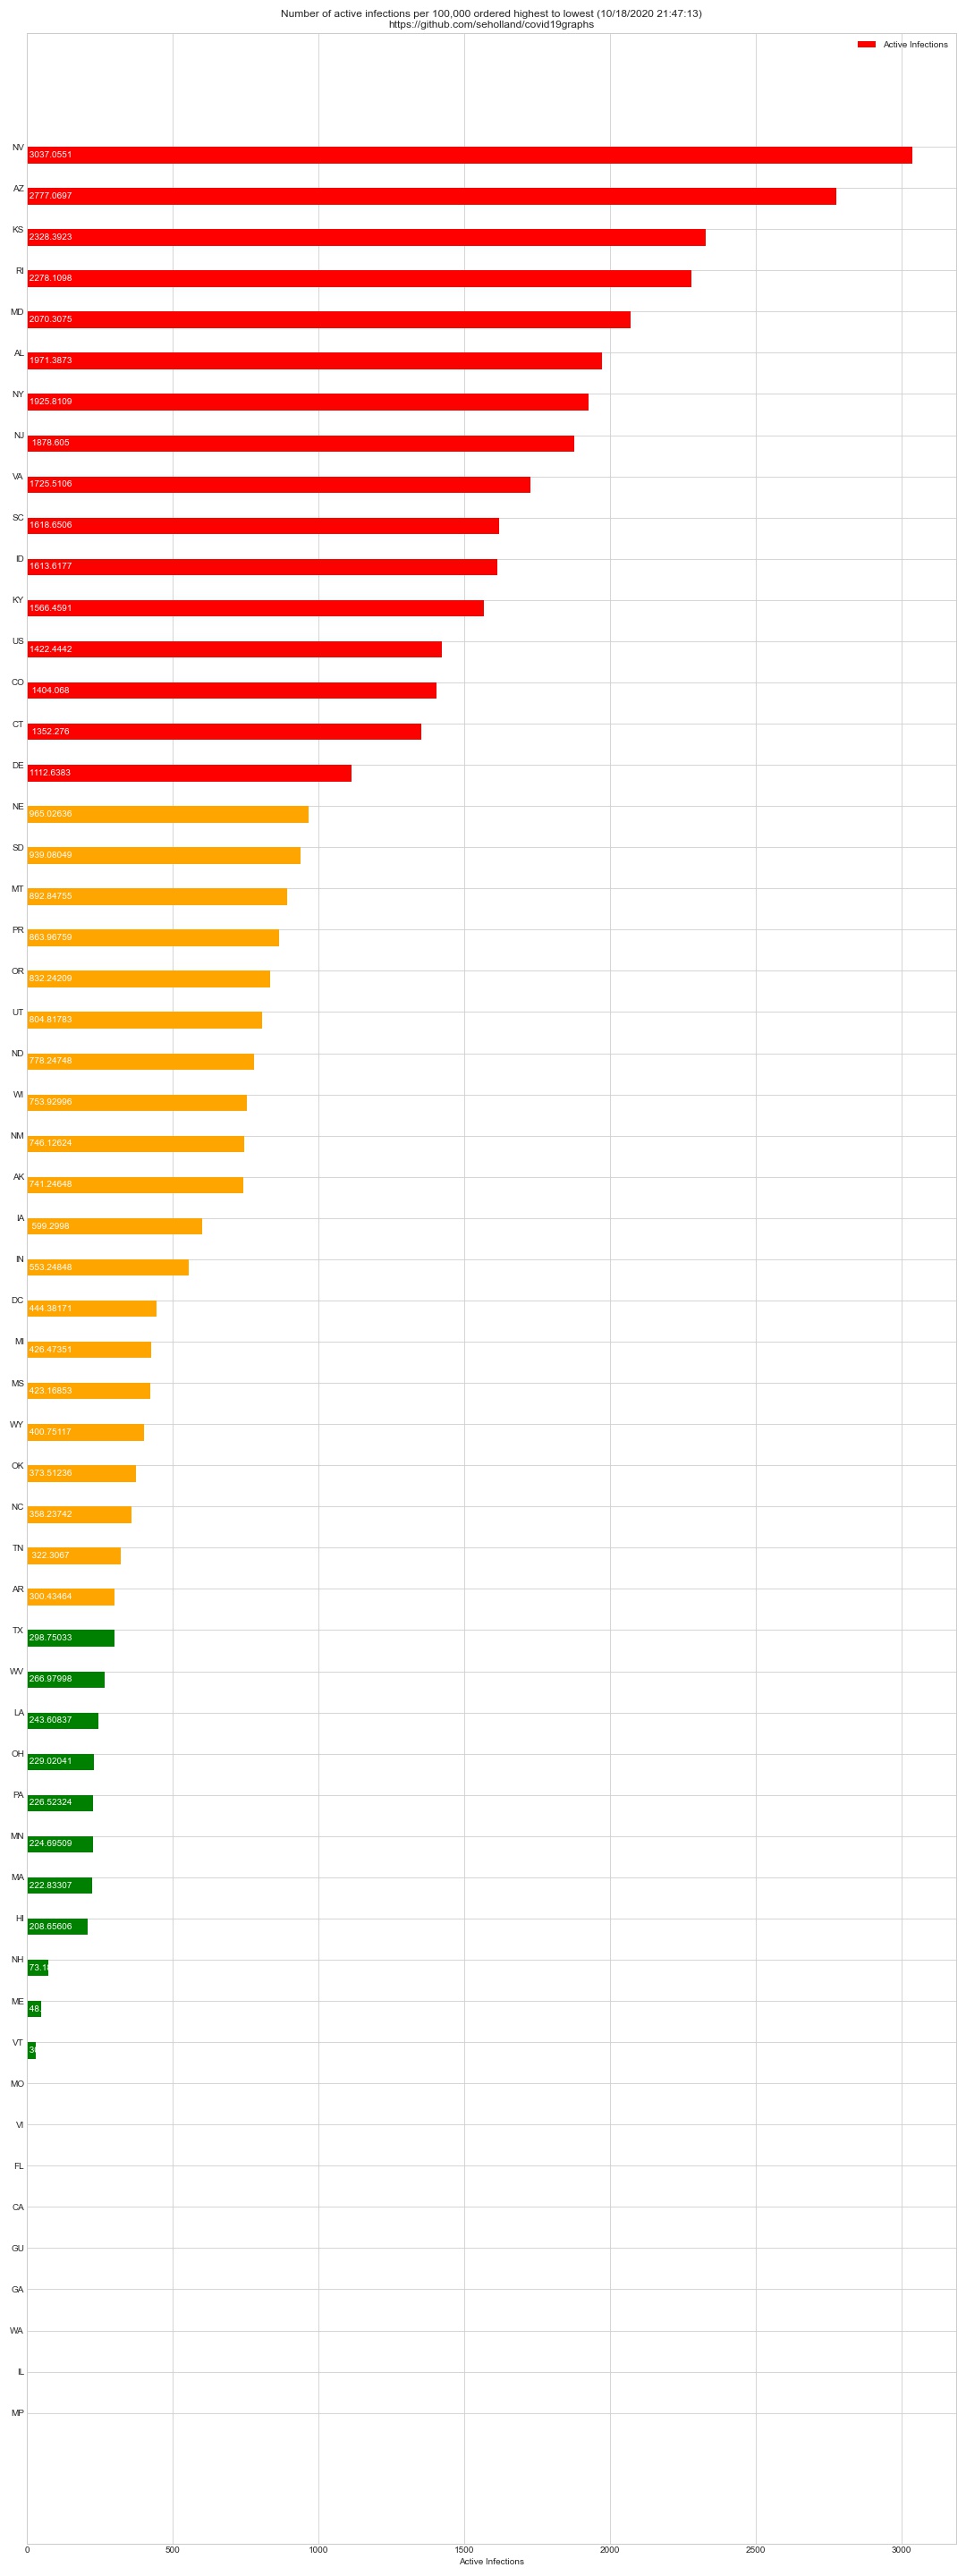 Number of active infections per 100,000 ordered highest to lowest (10/18/2020 21:47:13)
https://github.com/seholland/covid19graphs
Active Infections
NV 3037.0551
AZ 2777.0697
KS 2328.3923
RI 2278.1098
MD 2070.3075
AL 1971.3873
NY 1925.8109
NJ 1878.605
VA 1725.5106
SC 1618.6506
ID 1613.6177
KY 1566.4591
US 1422.4442
CO 1404.068
CT 1352.276
DE 1112.6383
NE 965.02636
SD 939.08049
MT 892.84755
PR 863.96759
OR 832.24209
UT 804.81783
ND 778.24748
WI 753.92996
NM 746.12624
AK 741.24648
IA 599.2998
IN 553.24848
DC 444.38171
MI 426.47351
MS 423.16853
WY 400.75117
OK 373.51236
NC 358.23742
TN 322.3067
AR 300.43464
TX 298.75033
WV 266.97998
LA 243.60837
OH 229.02041
PA 226.52324
MN 224.69509
MA 222.83307
HI 208.65606
NH
ME
VT
MO
VI
FL
CA
GU
GA
WA
IL
MP
0 500 1000 1500 2000 2500 3000
Active Infections